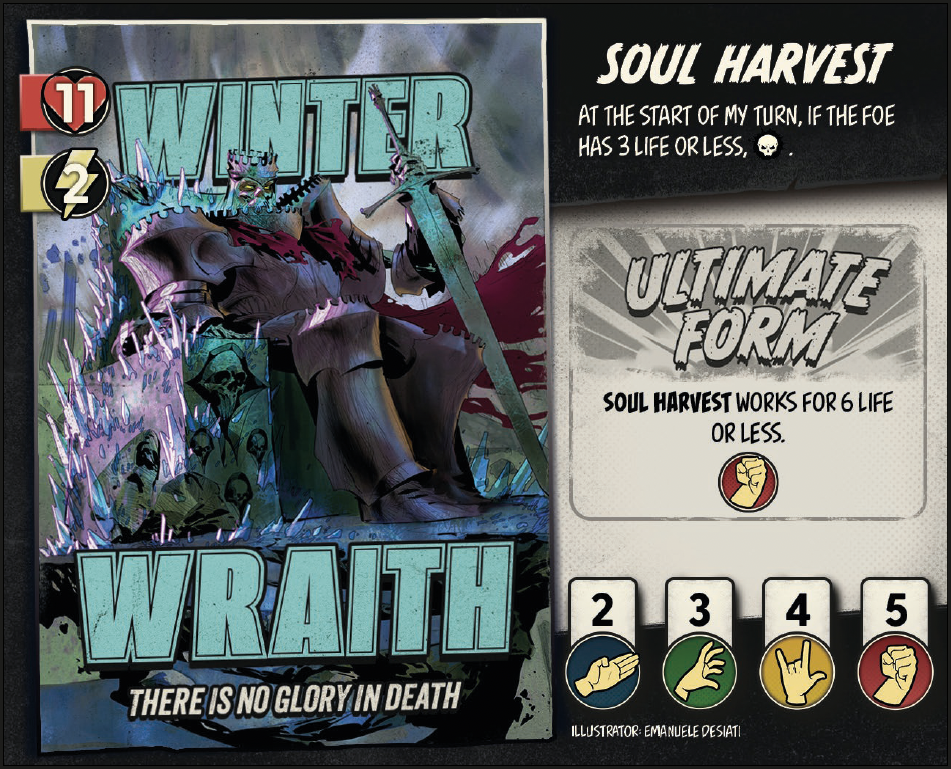 11
2
WINTER
WRAITH
THERE IS NO GLORY IN DEATH
SOUL HARVEST
AT THE START OF MY TURN, IF THE FOE
HAS 3 LIFE OR LESS, .
ULTIMATE
FORM
SOUL HARVEST WORKS FOR 6 LIFE
OR LESS.
2 3 4 5
ILLUSTRATOR: EMANUELE DESIATI